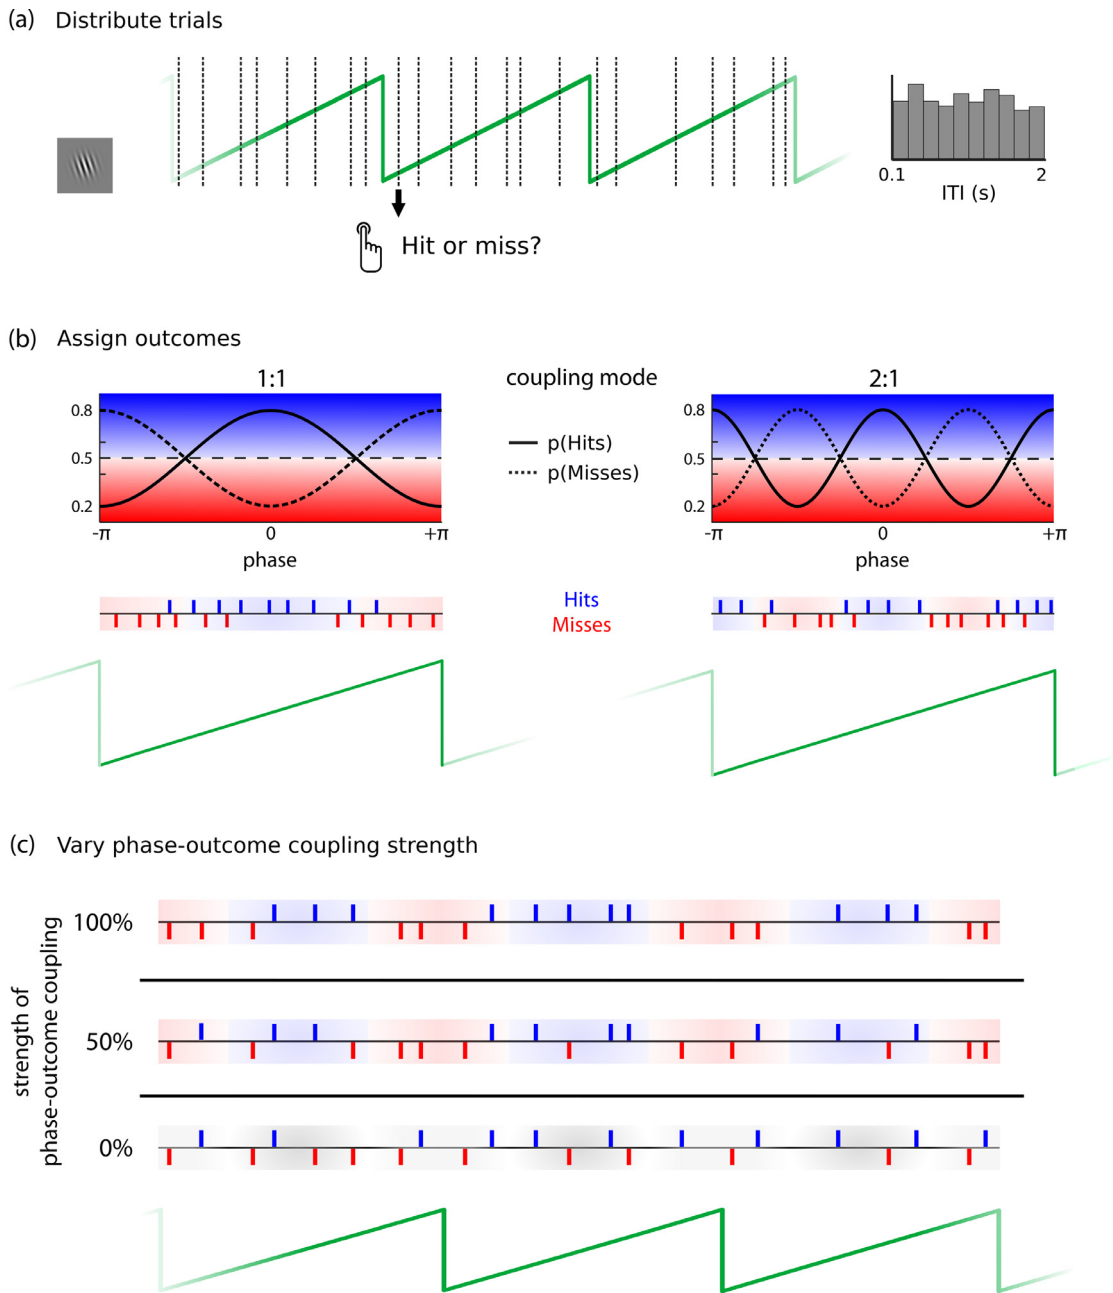 (a) Distribute trials
0.1 2
ITI (s)
Hit or miss?
(b) Assign outcomes
1:1 coupling mode 2:1
0.8
0.5
0.2
-π 0 +π
phase
p(Hits)
p(Misses)
0.8
0.5
0.2
-π 0 +π
phase
Hits
Misses
(c) Vary phase-outcome coupling strength
strength of
phase-outcome coupling
100%
50%
0%